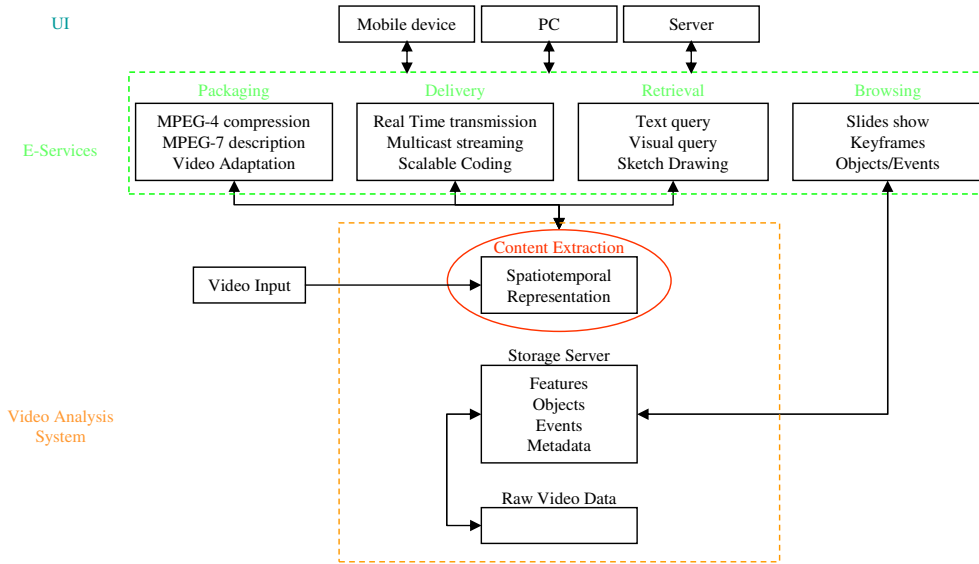 UI
Mobile device
PC
Server
Packaging
Delivery
Retrieval
Browsing
E-Services
MPEG-4 compression
MPEG-7 description
Video Adaptation
Real Time transmission
Multicast streaming
Scalable Coding
Text query
Visual query
Sketch Drawing
Slides show
Keyframes
Objects/Events
Content Extraction
Video Input
Spatiotemporal
Representation
Storage Server
Video Analysis
System
Features
Objects
Events
Metadata
Raw Video Data